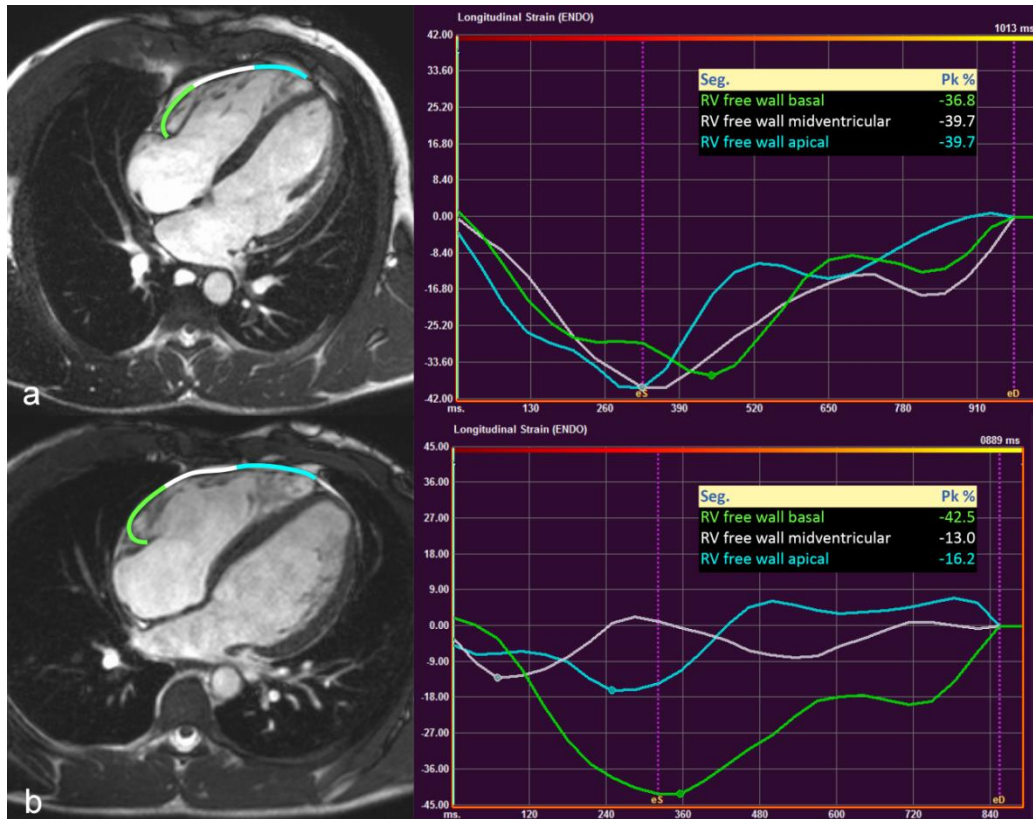 Longitudinal Strain (ENDO)
1013 ms
42.00
33.60
25.20
16.80
8.40
0.00
-8.40
-16.80
-25.20
-33.60
-42.00
Seg. Pk %
RV free wall basal -36.8
RV free wall midventricular -39.7
RV free wall apical -39.7
eS eD
ms. 130 260 390 520 650 780 910
a
Longitudinal Strain (ENDO)
0889 ms
45.00
36.00
27.00
18.00
9.00
0.00
-9.00
-18.00
-27.00
-36.00
-45.00
Seg. Pk %
RV free wall basal -42.5
RV free wall midventricular -13.0
RV free wall apical -16.2
eS eD
ms. 120 240 360 480 600 720 840
b